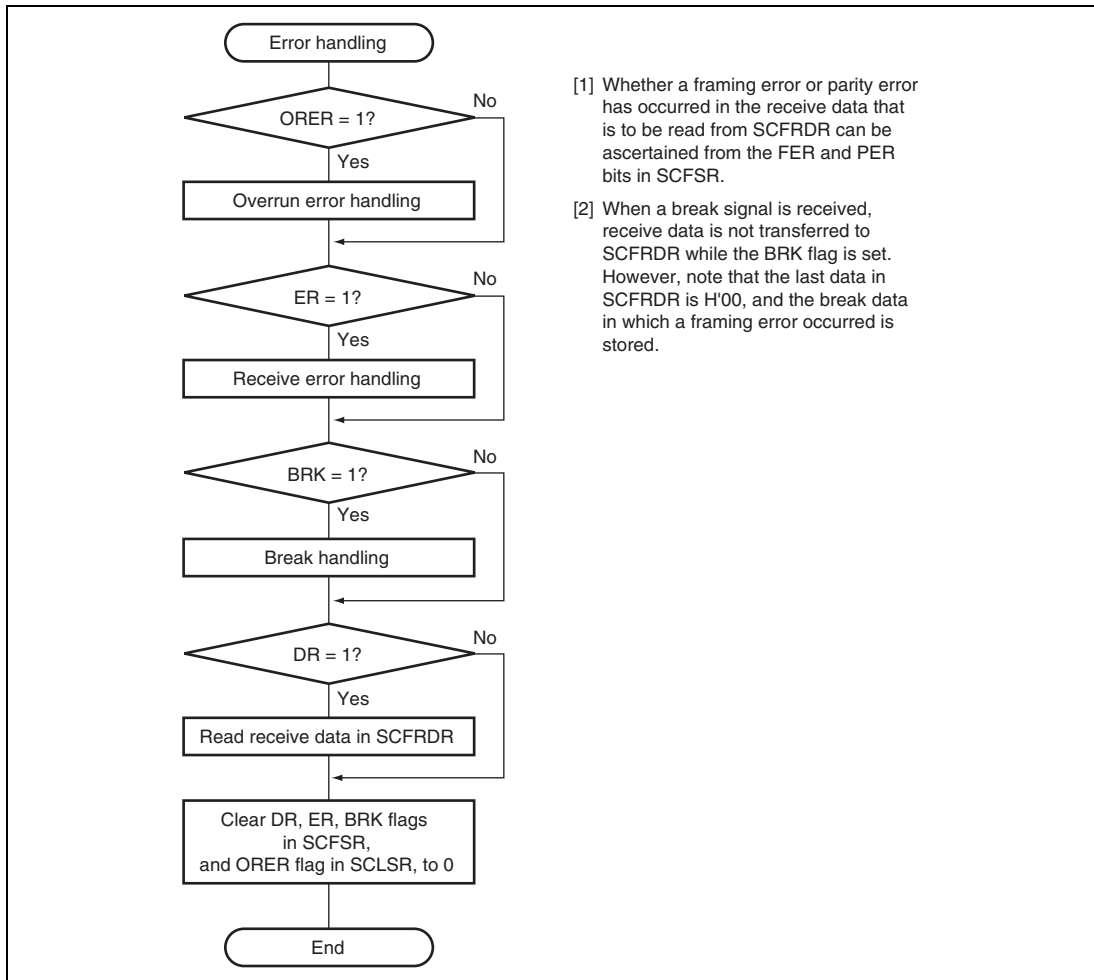 Error handling
ORER = 1?
No
Yes
Overrun error handling
ER = 1?
No
Yes
Receive error handling
BRK = 1?
No
Yes
Break handling
DR = 1?
No
Yes
Read receive data in SCFRDR
Clear DR, ER, BRK flags
in SCFSR,
and ORER flag in SCLSR, to 0
End
[1] Whether a framing error or parity error
has occurred in the receive data that
is to be read from SCFRDR can be
ascertained from the FER and PER
bits in SCFSR.
[2] When a break signal is received,
receive data is not transferred to
SCFRDR while the BRK flag is set.
However, note that the last data in
SCFRDR is H'00, and the break data
in which a framing error occurred is
stored.